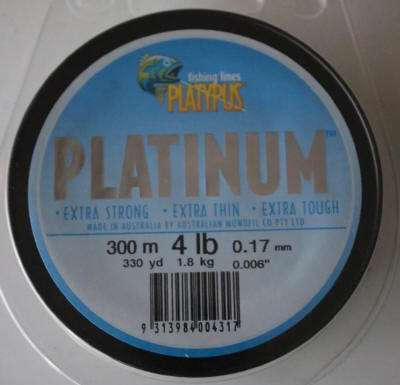 fishing lines
PLATYPUS
PLATINUM™
• EXTRA STRONG • EXTRA THIN • EXTRA TOUGH
MADE IN AUSTRALIA BY AUSTRALIAN MONOFIL CO PTY LTD
300 m 4 lb 0.17 mm
330 yd 1.8 kg 0.006"
9 313984 004317